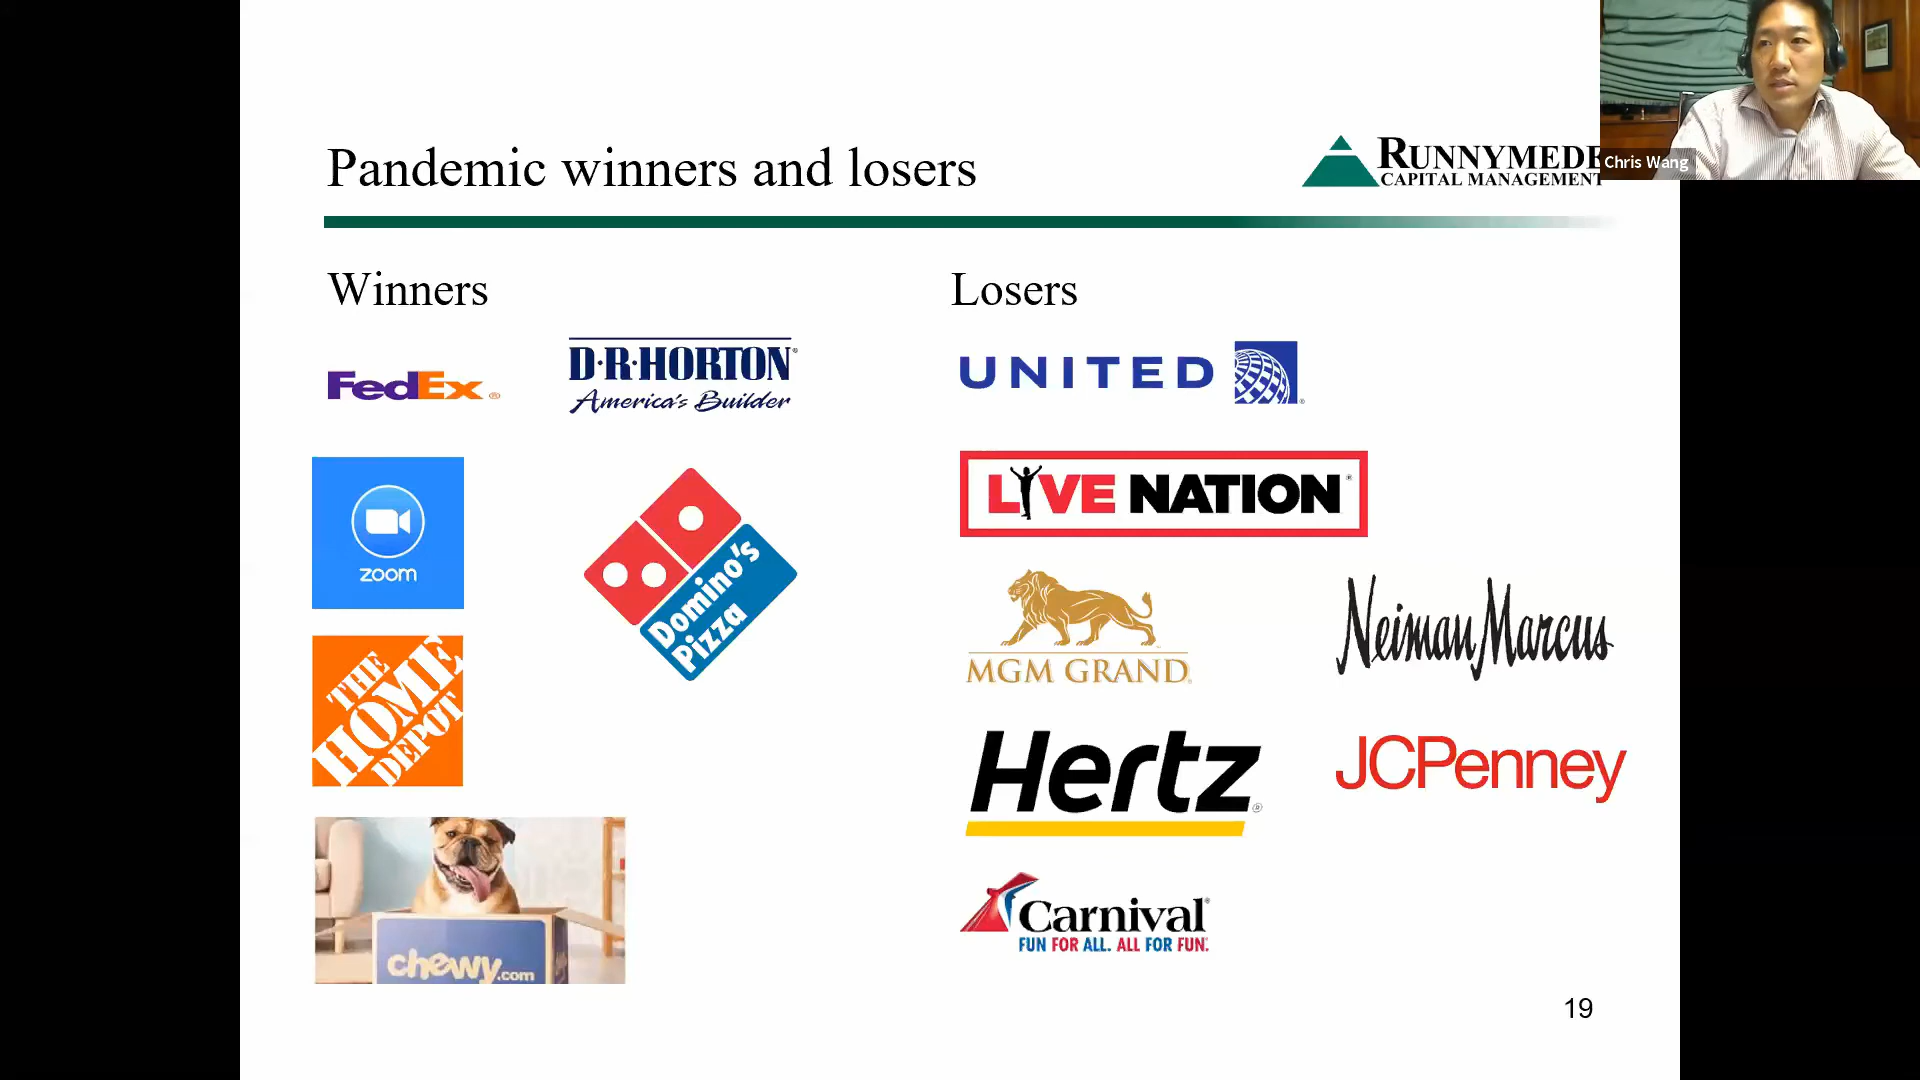 Pandemic winners and losers
RUNNYMEDE
CAPITAL MANAGEMENT
Chris Wang
Winners
Losers
FedEx®
D·R·HORTON®
America's Builder
UNITED
zoom
Domino's
Pizza
LIVE NATION®
MGM GRAND
Neiman Marcus
THE
HOME
DEPOT
Hertz®
JCPenney
chewy.com
Carnival®
FUN FOR ALL. ALL FOR FUN.
19